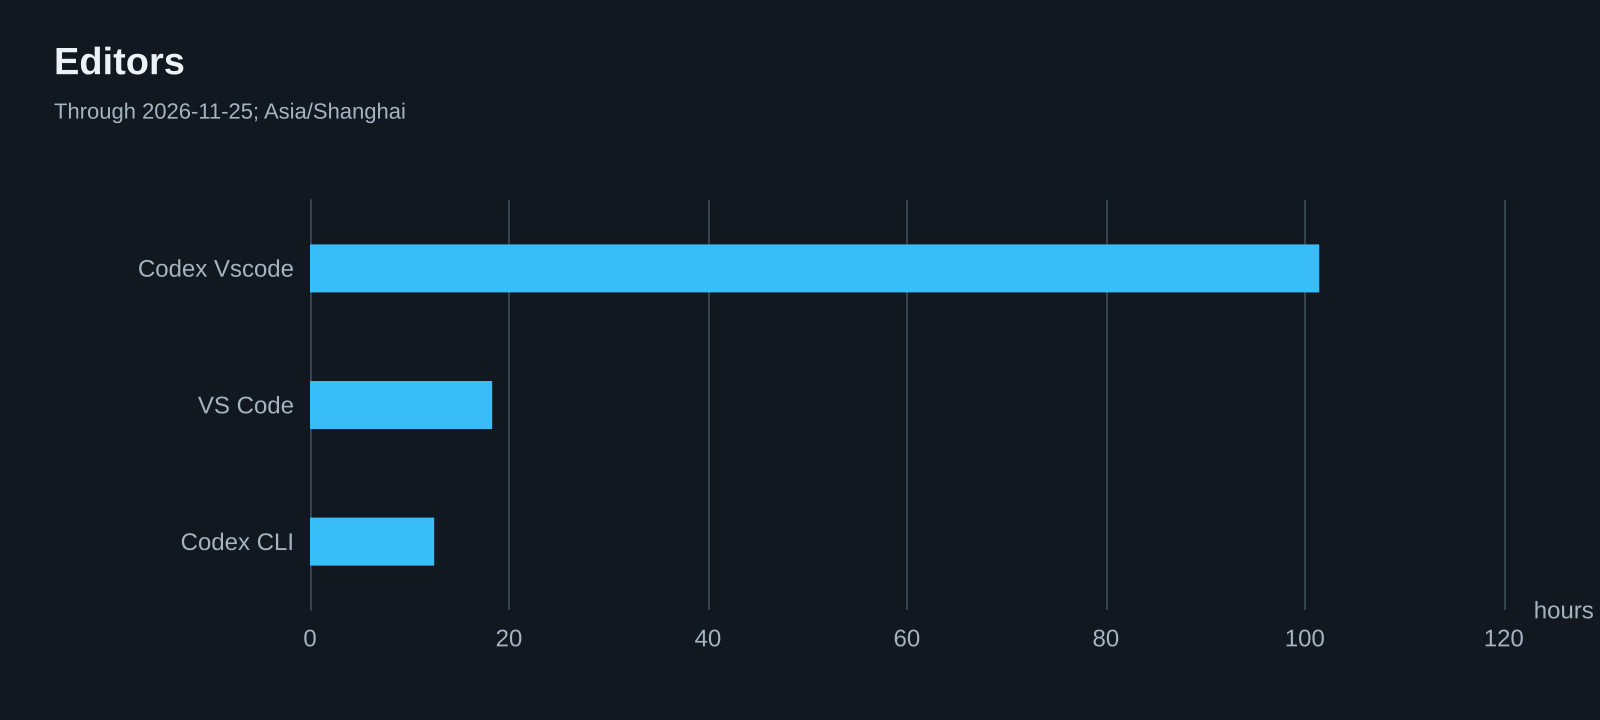 Editors
Through 2026-11-25; Asia/Shanghai
Codex Vscode
VS Code
Codex CLI
hours
0 20 40 60 80 100 120